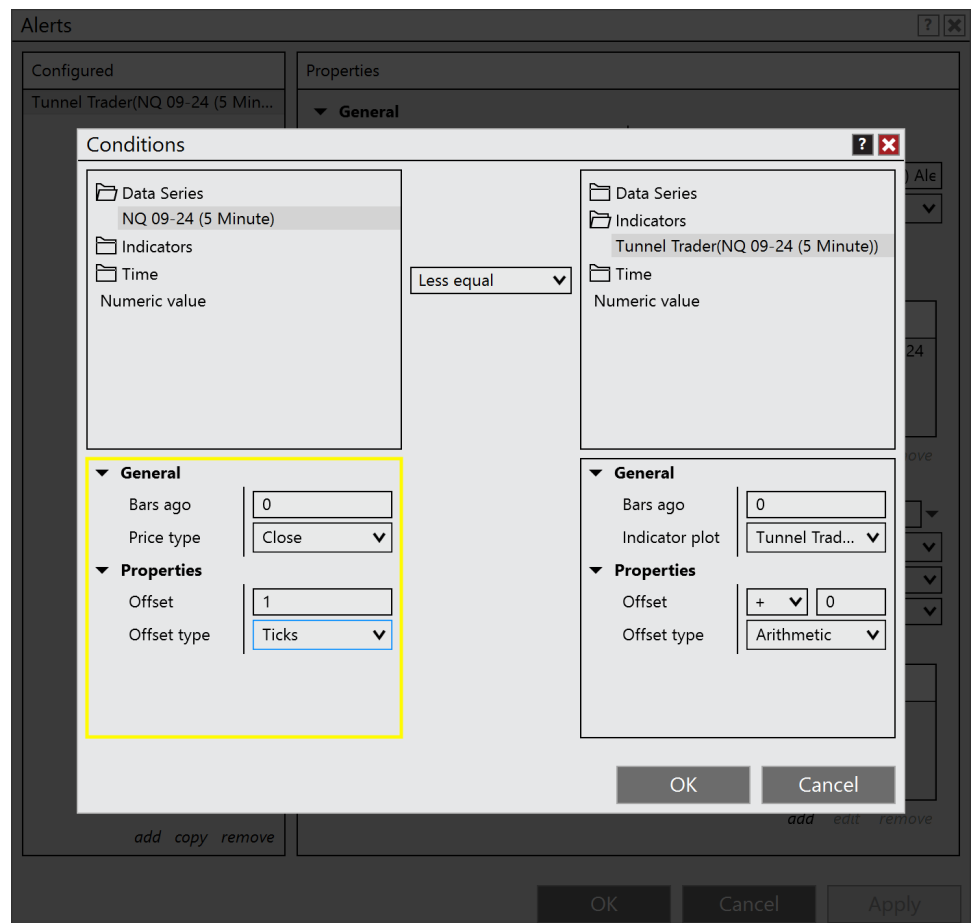 Alerts
?
Configured
Properties
Tunnel Trader(NQ 09-24 (5 Min...
General
Conditions
?
) Ale
Data Series
NQ 09-24 (5 Minute)
Indicators
Time
Numeric value
Less equal
Data Series
Indicators
Tunnel Trader(NQ 09-24 (5 Minute))
Time
Numeric value
24
General
Bars ago
0
Price type
Close
Properties
Offset
1
Offset type
Ticks
General
Bars ago
0
Indicator plot
Tunnel Trad...
Properties
Offset
+
0
Offset type
Arithmetic
ove
OK
Cancel
add edit remove
add copy remove
OK
Cancel
Apply